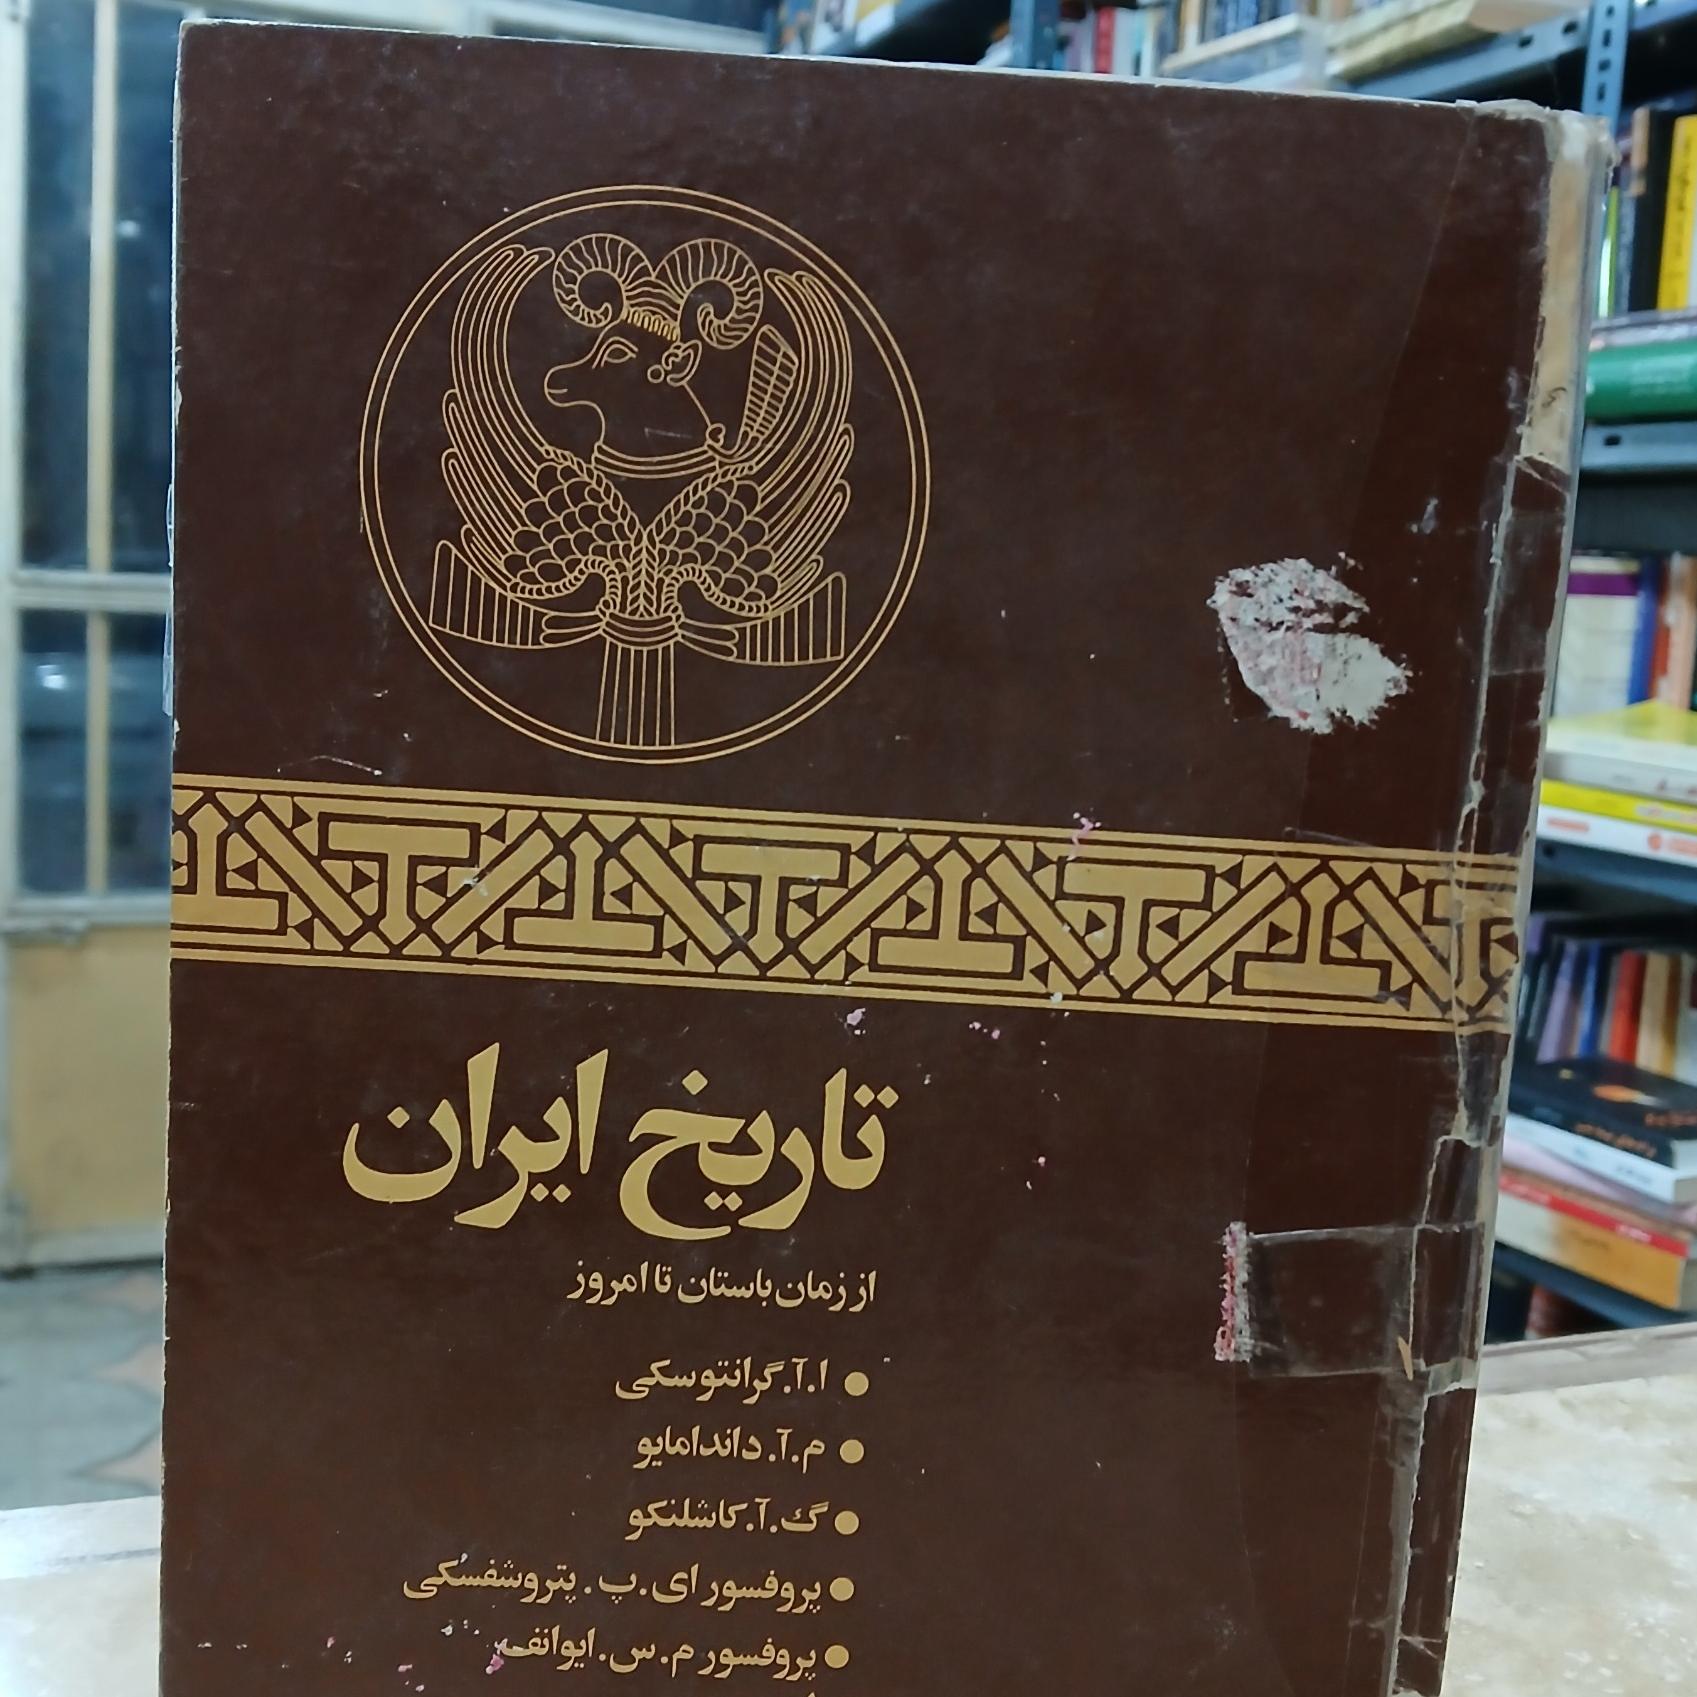 تاریخ ایران
از زمان باستان تا امروز
● ا.آ.گرانتوسکی
● م.آ. داندامایو
● گ.آ.کاشلنکو
● پروفسور ای.پ. پتروشفسکی
● پروفسور م.س. ایوانف